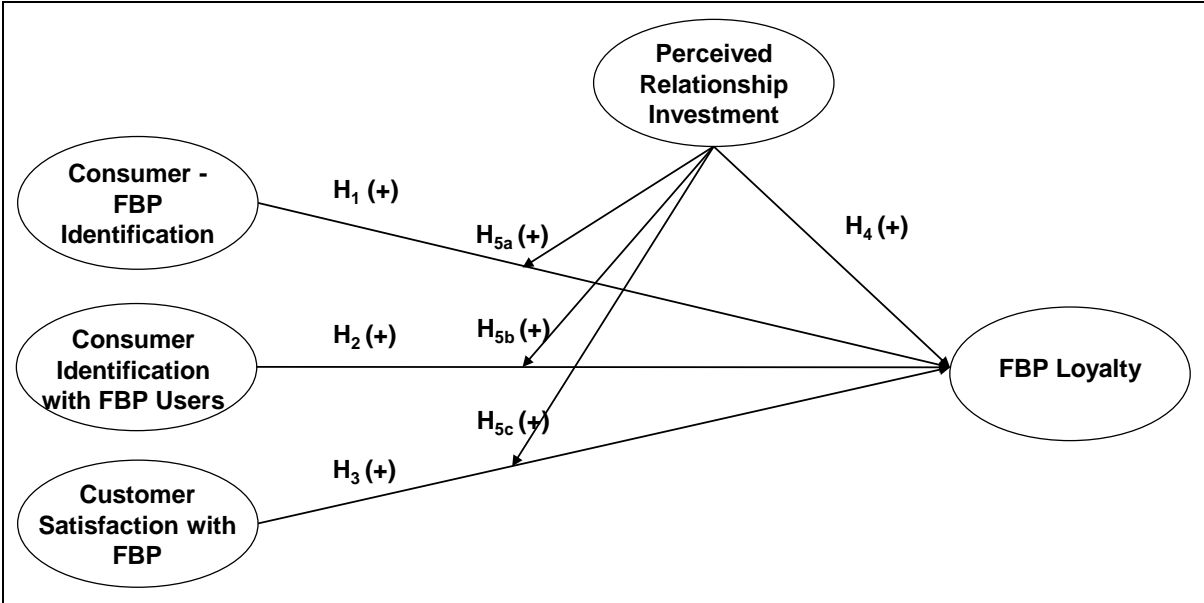 Perceived
Relationship
Investment
Consumer -
FBP
Identification
H₁ (+)
H₅ₐ (+)
H₄ (+)
Consumer
Identification
with FBP Users
H₂ (+)
H₅b (+)
FBP Loyalty
H₅c (+)
H₃ (+)
Customer
Satisfaction with
FBP